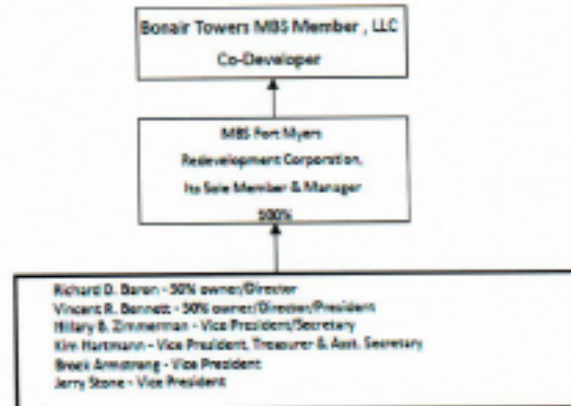 Bonair Towers MBS Member , LLC
Co-Developer
MBS Fort Myers
Redevelopment Corporation,
Its Sole Member & Manager
100%
Richard D. Baron - 50% owner/Director
Vincent R. Bennett - 50% owner/Director/President
Hillary B. Zimmerman - Vice President/Secretary
Kim Hartmann - Vice President, Treasurer & Asst. Secretary
Brock Armstrong - Vice President
Jerry Stone - Vice President